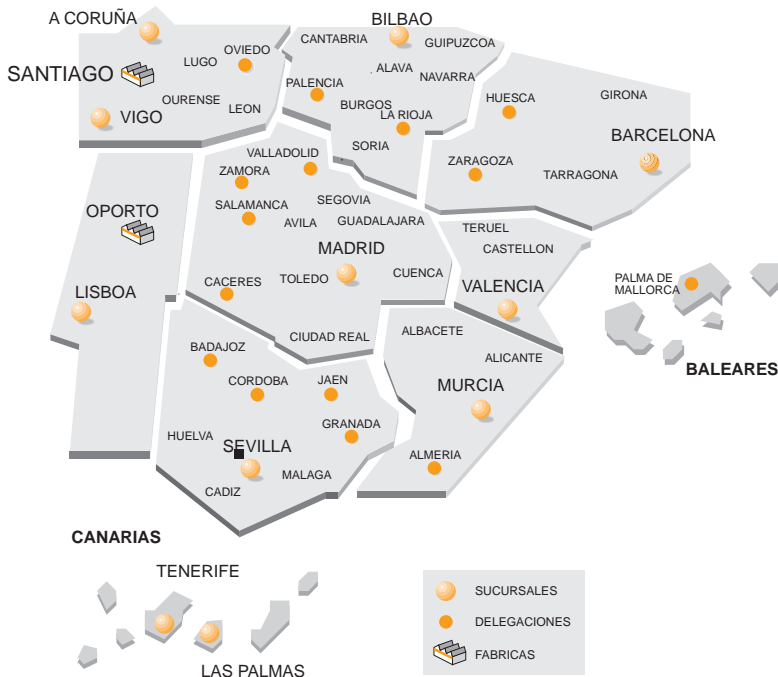 A CORUÑA
BILBAO
CANTABRIA
GUIPUZCOA
OVIEDO
LUGO
SANTIAGO
ALAVA
NAVARRA
PALENCIA
OURENSE
LEON
VIGO
BURGOS
LA RIOJA
HUESCA
GIRONA
BARCELONA
SORIA
VALLADOLID
ZAMORA
ZARAGOZA
TARRAGONA
SEGOVIA
SALAMANCA
AVILA
GUADALAJARA
OPORTO
TERUEL
CASTELLON
MADRID
TOLEDO
CUENCA
CACERES
VALENCIA
PALMA DE
MALLORCA
LISBOA
CIUDAD REAL
ALBACETE
BADAJOZ
ALICANTE
BALEARES
CORDOBA
JAEN
MURCIA
GRANADA
HUELVA
SEVILLA
ALMERIA
MALAGA
CADIZ
CANARIAS
TENERIFE
LAS PALMAS
SUCURSALES
DELEGACIONES
FABRICAS